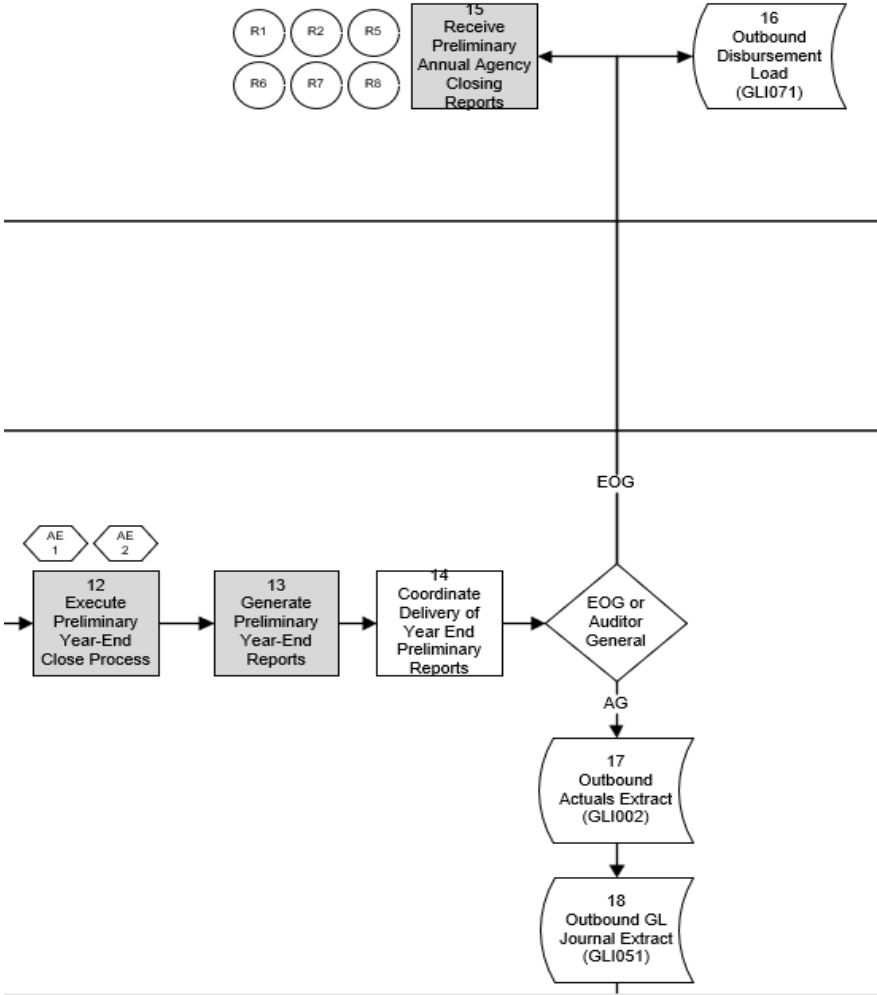 R1
R2
R5
R6
R7
R8
15
Receive
Preliminary
Annual Agency
Closing
Reports
16
Outbound
Disbursement
Load
(GLI071)
EOG
AE
1
AE
2
12
Execute
Preliminary
Year-End
Close Process
13
Generate
Preliminary
Year-End
Reports
14
Coordinate
Delivery of
Year End
Preliminary
Reports
EOG or
Auditor
General
AG
17
Outbound
Actuals Extract
(GLI002)
18
Outbound GL
Journal Extract
(GLI051)